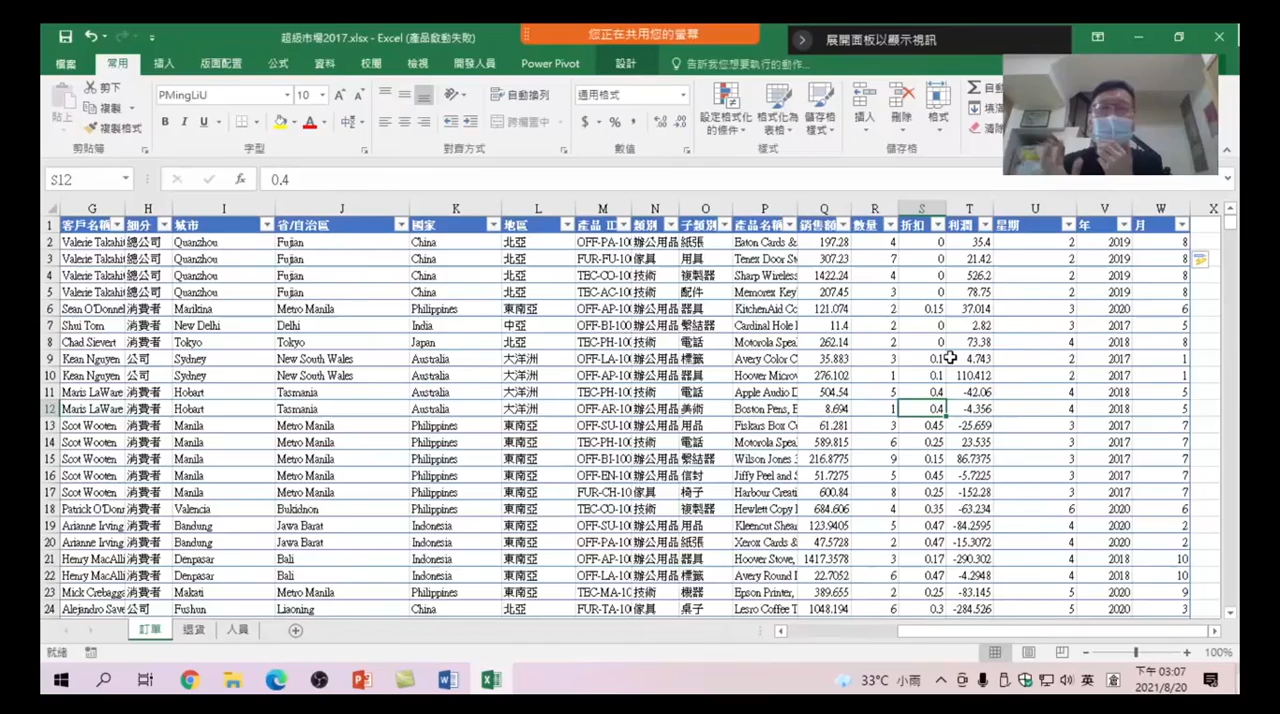 超級市場2017.xlsx - Excel (產品啟動失敗)
您正在共用您的螢幕
展開面板以顯示視訊
檔案 常用 插入 版面配置 公式 資料 校閱 檢視 開發人員 Power Pivot 設計 告訴我您想要執行的動作...
貼上 剪下 複製 複製格式 剪貼簿
PMingLiU 10 B I U 中 字型
自動換列 跨欄置中 對齊方式
通用格式 $ % 數值
設定格式化的條件 格式化為表格 儲存格樣式 樣式
插入 刪除 格式 儲存格
S12 fx 0.4
G H I J K L M N O P Q R S T U V W X
1 客戶名稱 細分 城市 省/自治區 國家 地區 產品 ID 類別 子類別 產品名稱 銷售額 數量 折扣 利潤 星期 年 月
2 Valerie Takahit 總公司 Quanzhou Fujian China 北亞 OFF-PA-10 辦公用品 紙張 Eaton Cards & 197.28 4 0 35.4 2 2019 8
3 Valerie Takahit 總公司 Quanzhou Fujian China 北亞 FUR-FU-10 傢具 用具 Tenex Door St 307.23 7 0 21.42 2 2019 8
4 Valerie Takahit 總公司 Quanzhou Fujian China 北亞 TEC-CO-10 技術 複製器 Sharp Wireless 1422.24 4 0 526.2 2 2019 8
5 Valerie Takahit 總公司 Quanzhou Fujian China 北亞 TEC-AC-10 技術 配件 Memorex Key 207.45 3 0 78.75 2 2019 8
6 Sean O'Donnel 消費者 Marikina Metro Manila Philippines 東南亞 OFF-AP-10 辦公用品 器具 KitchenAid Co 121.074 2 0.15 37.014 3 2020 6
7 Shui Tom 消費者 New Delhi Delhi India 中亞 OFF-BI-100 辦公用品 繫結器 Cardinal Hole 11.4 2 0 2.82 3 2017 5
8 Chad Sievert 消費者 Tokyo Tokyo Japan 北亞 TEC-PH-10 技術 電話 262.14 2 0 73.38 4 2018 8
9 Kean Nguyen 公司 Sydney New South Wales Australia 大洋洲 OFF-LA-10 辦公用品 標籤 Avery Color C 35.883 3 0.1 4.743 2 2017 1
10 Kean Nguyen 公司 Sydney New South Wales Australia 大洋洲 OFF-AP-10 辦公用品 器具 Hoover Microv 276.102 1 0.1 110.412 2 2017 1
11 Maris LaWare 消費者 Hobart Tasmania Australia 大洋洲 TEC-PH-10 技術 電話 Apple Audio D 504.54 5 0.4 -42.06 4 2018 5
12 Maris LaWare 消費者 Hobart Tasmania Australia 大洋洲 OFF-AR-10 辦公用品 美術 Boston Pens, 8.694 1 0.4 -4.356 4 2018 5
13 Scot Wooten 消費者 Manila Metro Manila Philippines 東南亞 OFF-SU-10 辦公用品 用品 Fiskars Box C 61.281 3 0.45 -25.659 3 2017 7
14 Scot Wooten 消費者 Manila Metro Manila Philippines 東南亞 TEC-PH-10 技術 電話 Motorola Spea 589.815 6 0.25 23.535 3 2017 7
15 Scot Wooten 消費者 Manila Metro Manila Philippines 東南亞 OFF-BI-100 辦公用品 繫結器 Wilson Jones 216.8775 9 0.15 86.7375 3 2017 7
16 Scot Wooten 消費者 Manila Metro Manila Philippines 東南亞 OFF-EN-10 辦公用品 信封 Jiffy Peel and 51.7275 5 0.45 -5.7225 3 2017 7
17 Scot Wooten 消費者 Manila Metro Manila Philippines 東南亞 FUR-CH-10 傢具 椅子 Harbour Creati 600.84 8 0.25 -152.28 3 2017 7
18 Patrick O'Don 消費者 Valencia Bukidnon Philippines 東南亞 TEC-CO-10 技術 複製器 Hewlett Copy 684.606 4 0.35 -63.234 6 2020 6
19 Arianne Irving 消費者 Bandung Jawa Barat Indonesia 東南亞 OFF-SU-10 辦公用品 用品 Kleencut Shear 123.9405 5 0.47 -84.2595 4 2020 2
20 Arianne Irving 消費者 Bandung Jawa Barat Indonesia 東南亞 OFF-PA-10 辦公用品 紙張 Xerox Cards & 47.5728 2 0.47 -15.3072 4 2020 2
21 Henry MacAlli 消費者 Denpasar Bali Indonesia 東南亞 OFF-AP-10 辦公用品 器具 Hoover Stove, 1417.3578 3 0.17 -290.302 4 2018 10
22 Henry MacAlli 消費者 Denpasar Bali Indonesia 東南亞 OFF-LA-10 辦公用品 標籤 Avery Round 22.7052 6 0.47 -4.2948 4 2018 10
23 Mick Crebagga 消費者 Makati Metro Manila Philippines 東南亞 TEC-MA-10 技術 機器 Epson Printer, 389.655 2 0.25 -83.145 5 2020 9
24 Alejandro Save 公司 Fushun Liaoning China 北亞 FUR-TA-10 傢具 桌子 Lesro Coffee T 1048.194 6 0.3 -284.526 5 2020 3
訂單 退貨 人員
就緒 100%
33°C 小雨 英 下午 03:07
2021/8/20